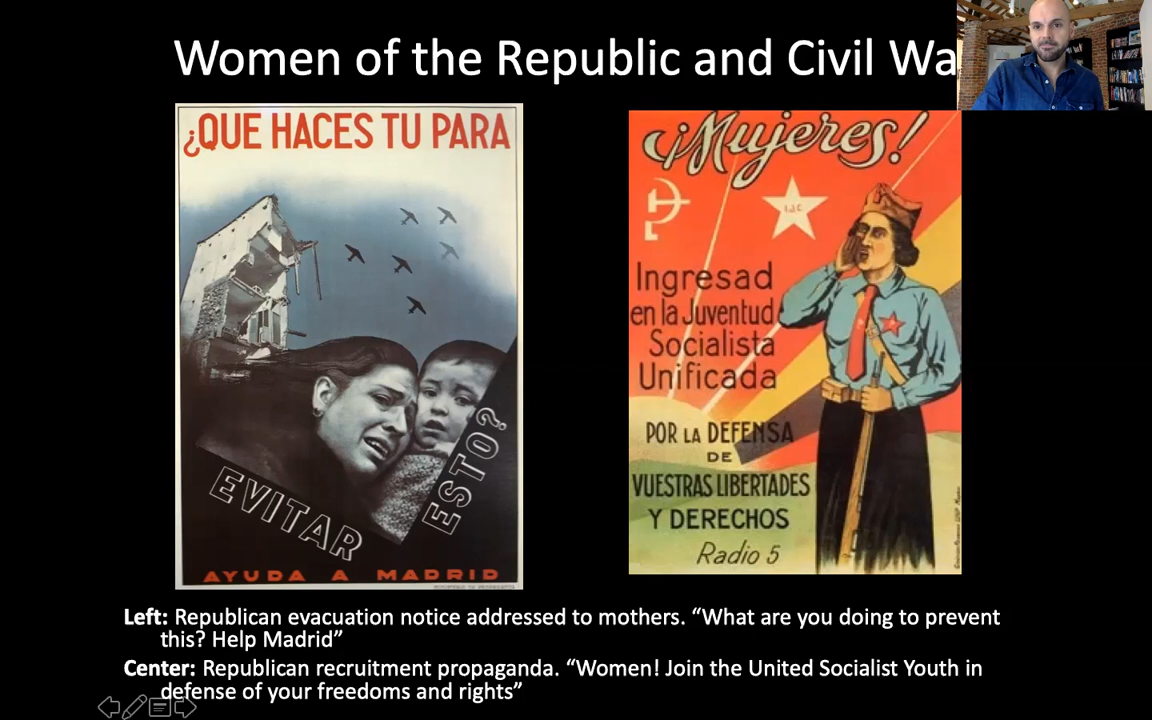 Women of the Republic and Civil Wa
¿QUE HACES TU PARA
EVITAR
ESTO?
AYUDA A MADRID
¡Mujeres!
Ingresad
en la Juventud
Socialista
Unificada
POR LA DEFENSA
DE
VUESTRAS LIBERTADES
Y DERECHOS
Radio 5
Left: Republican evacuation notice addressed to mothers. “What are you doing to prevent
this? Help Madrid”
Center: Republican recruitment propaganda. “Women! Join the United Socialist Youth in
defense of your freedoms and rights”